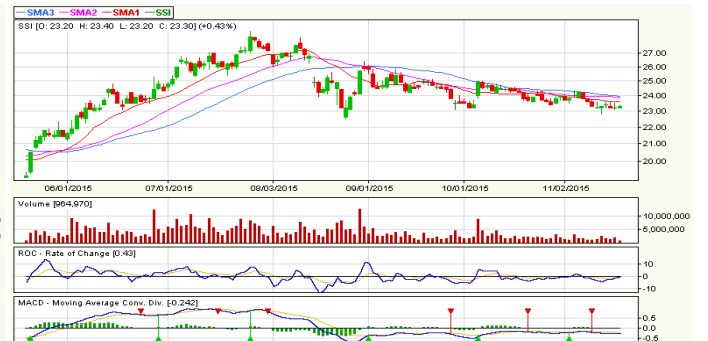 SMA3 SMA2 SMA1 SSI
SSI [O: 23.20 H: 23.40 L: 23.20 C: 23.30] (+0.43%)
27.00
26.00
25.00
24.00
23.00
22.00
21.00
20.00
06/01/2015 07/01/2015 08/03/2015 09/01/2015 10/01/2015 11/02/2015
Volume [964,970]
10,000,000
5,000,000
ROC - Rate of Change [0.43]
10
0
-10
MACD - Moving Average Conv. Div. [-0.242]
0.5
0.0
-0.5